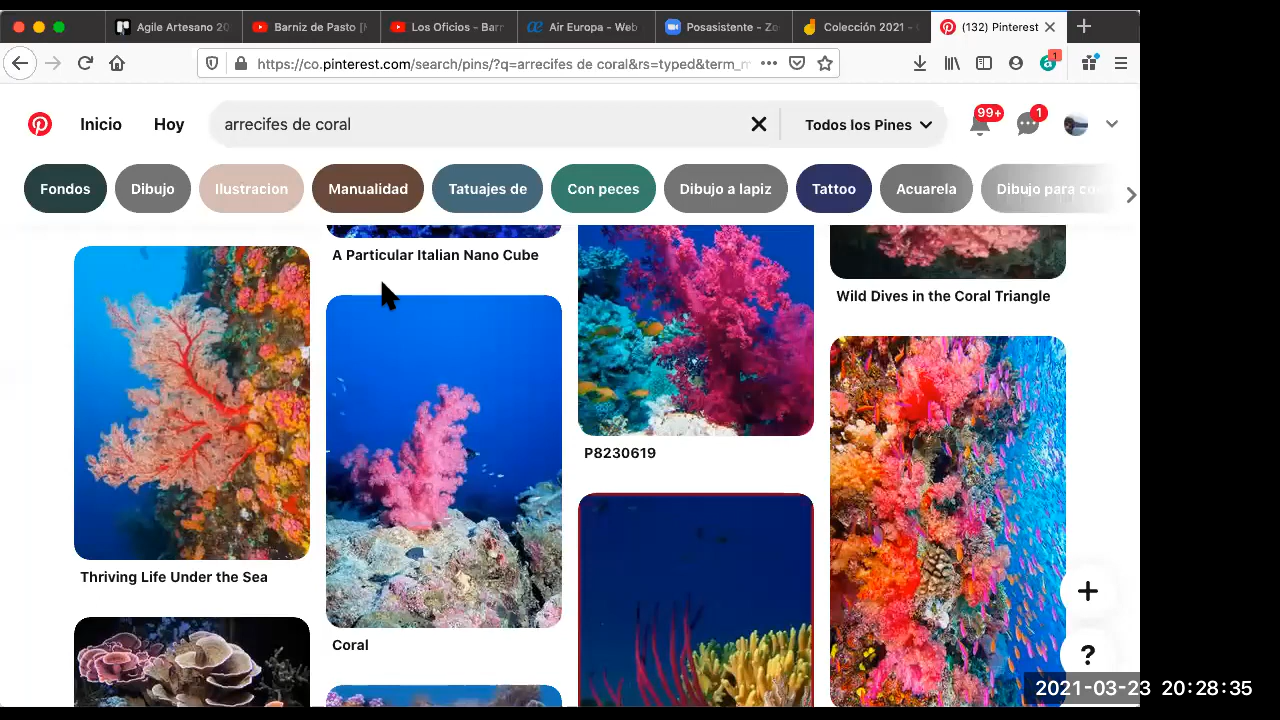 Agile Artesano 20
Barniz de Pasto [
Los Oficios - Barr
Air Europa - Web
Posasistente - Zo
Colección 2021 -
(132) Pinterest
https://co.pinterest.com/search/pins/?q=arrecifes de coral&rs=typed&term_m
1
Inicio
Hoy
arrecifes de coral
Todos los Pines
99+
1
Fondos
Dibujo
Ilustracion
Manualidad
Tatuajes de
Con peces
Dibujo a lapiz
Tattoo
Acuarela
Dibujo para co
A Particular Italian Nano Cube
Wild Dives in the Coral Triangle
P8230619
Thriving Life Under the Sea
Coral
+
?
2021-03-23 20:28:35